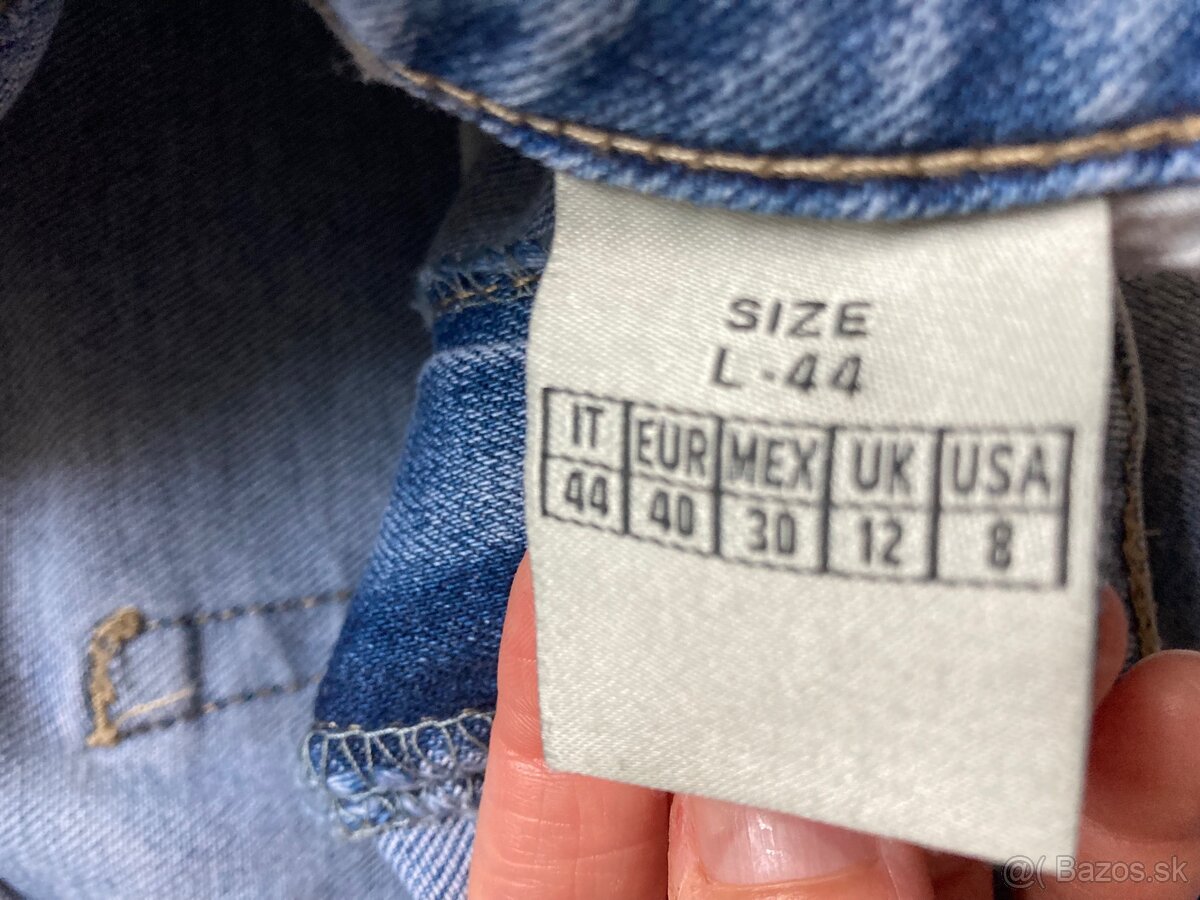 SIZE
L-44
IT EUR MEX UK USA
44 40 30 12 8
@( Bazos.sk